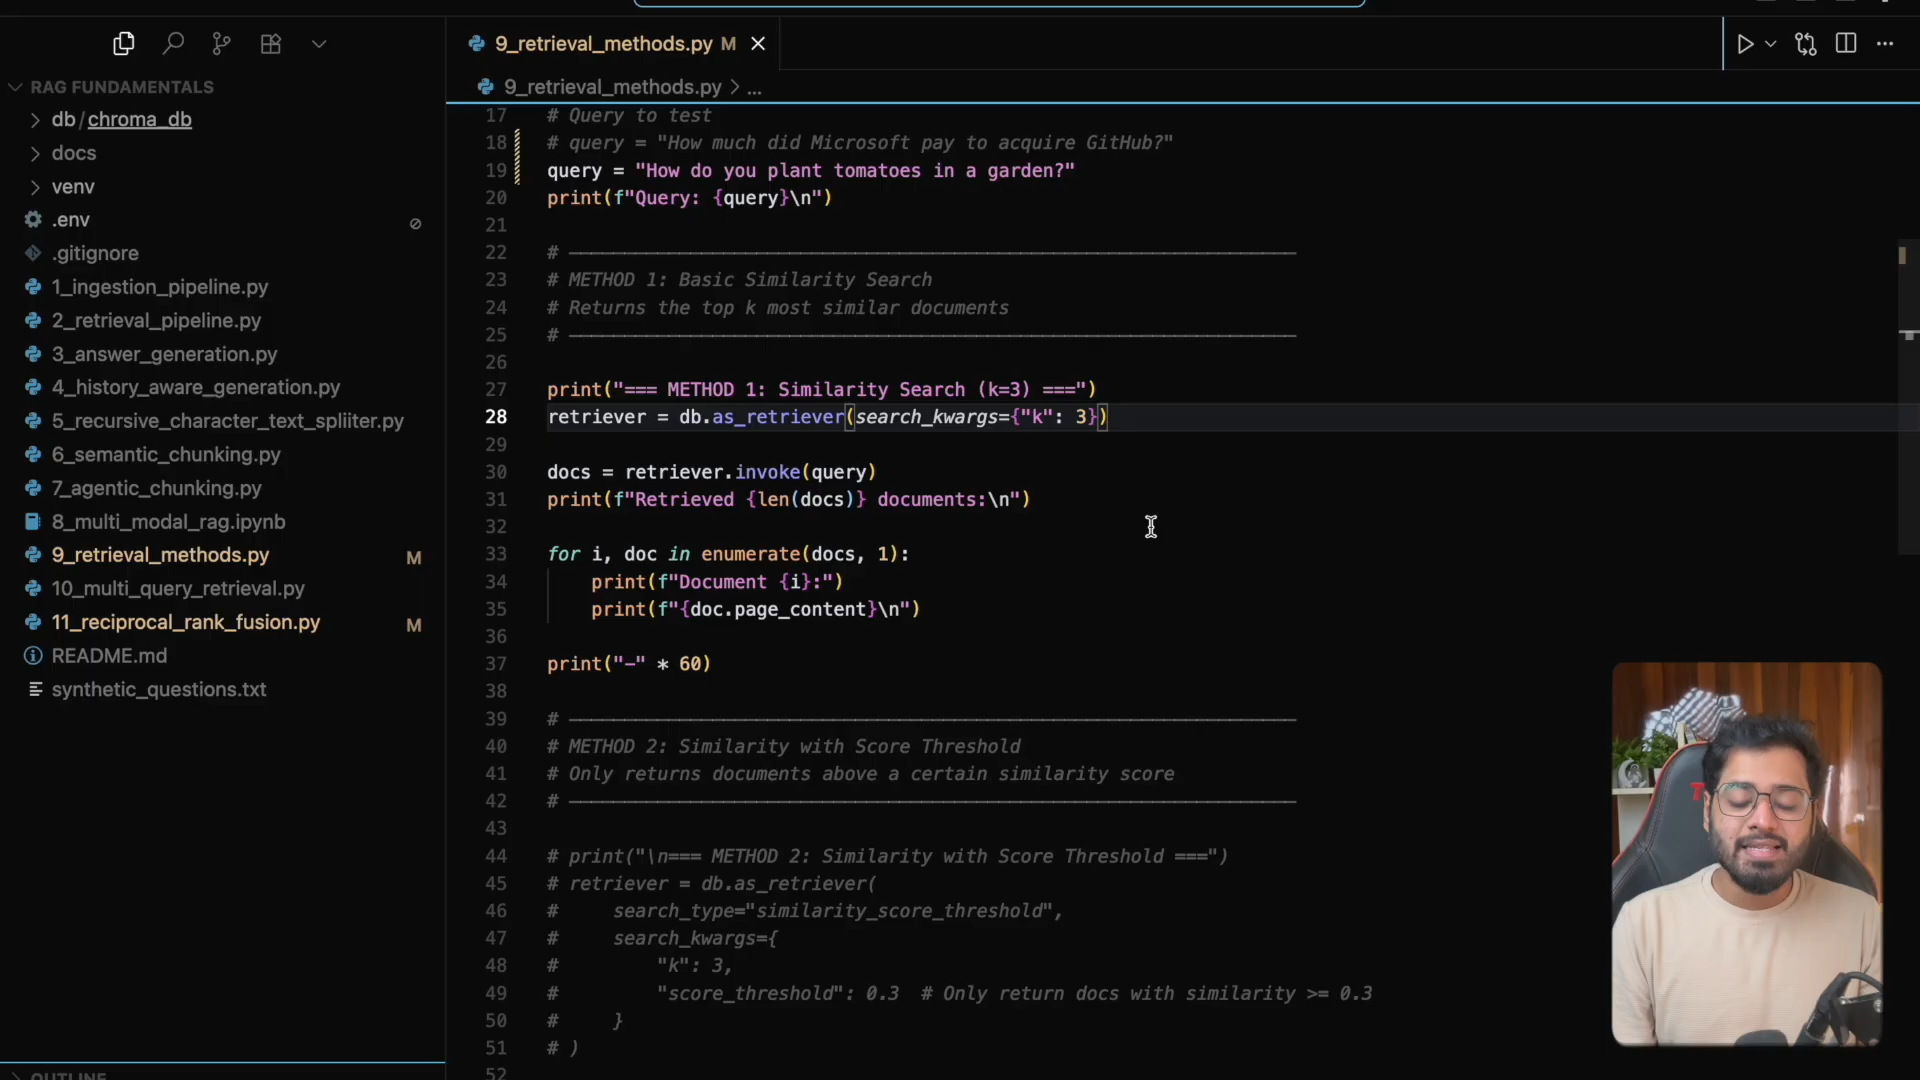 RAG FUNDAMENTALS
db/chroma_db
docs
venv
.env
.gitignore
1_ingestion_pipeline.py
2_retrieval_pipeline.py
3_answer_generation.py
4_history_aware_generation.py
5_recursive_character_text_spliiter.py
6_semantic_chunking.py
7_agentic_chunking.py
8_multi_modal_rag.ipynb
9_retrieval_methods.py M
10_multi_query_retrieval.py
11_reciprocal_rank_fusion.py M
README.md
synthetic_questions.txt
OUTLINE
9_retrieval_methods.py M
9_retrieval_methods.py > ...
17 # Query to test
18 # query = "How much did Microsoft pay to acquire GitHub?"
19 query = "How do you plant tomatoes in a garden?"
20 print(f"Query: {query}\n")
21
22 # ──────────────────────────────────────────────────────────────────
23 # METHOD 1: Basic Similarity Search
24 # Returns the top k most similar documents
25 # ──────────────────────────────────────────────────────────────────
26
27 print("=== METHOD 1: Similarity Search (k=3) ===")
28 retriever = db.as_retriever(search_kwargs={"k": 3})
29
30 docs = retriever.invoke(query)
31 print(f"Retrieved {len(docs)} documents:\n")
32
33 for i, doc in enumerate(docs, 1):
34     print(f"Document {i}:")
35     print(f"{doc.page_content}\n")
36
37 print("-" * 60)
38
39 # ──────────────────────────────────────────────────────────────────
40 # METHOD 2: Similarity with Score Threshold
41 # Only returns documents above a certain similarity score
42 # ──────────────────────────────────────────────────────────────────
43
44 # print("\n=== METHOD 2: Similarity with Score Threshold ===")
45 # retriever = db.as_retriever(
46 #     search_type="similarity_score_threshold",
47 #     search_kwargs={
48 #         "k": 3,
49 #         "score_threshold": 0.3  # Only return docs with similarity >= 0.3
50 #     }
51 # )
52